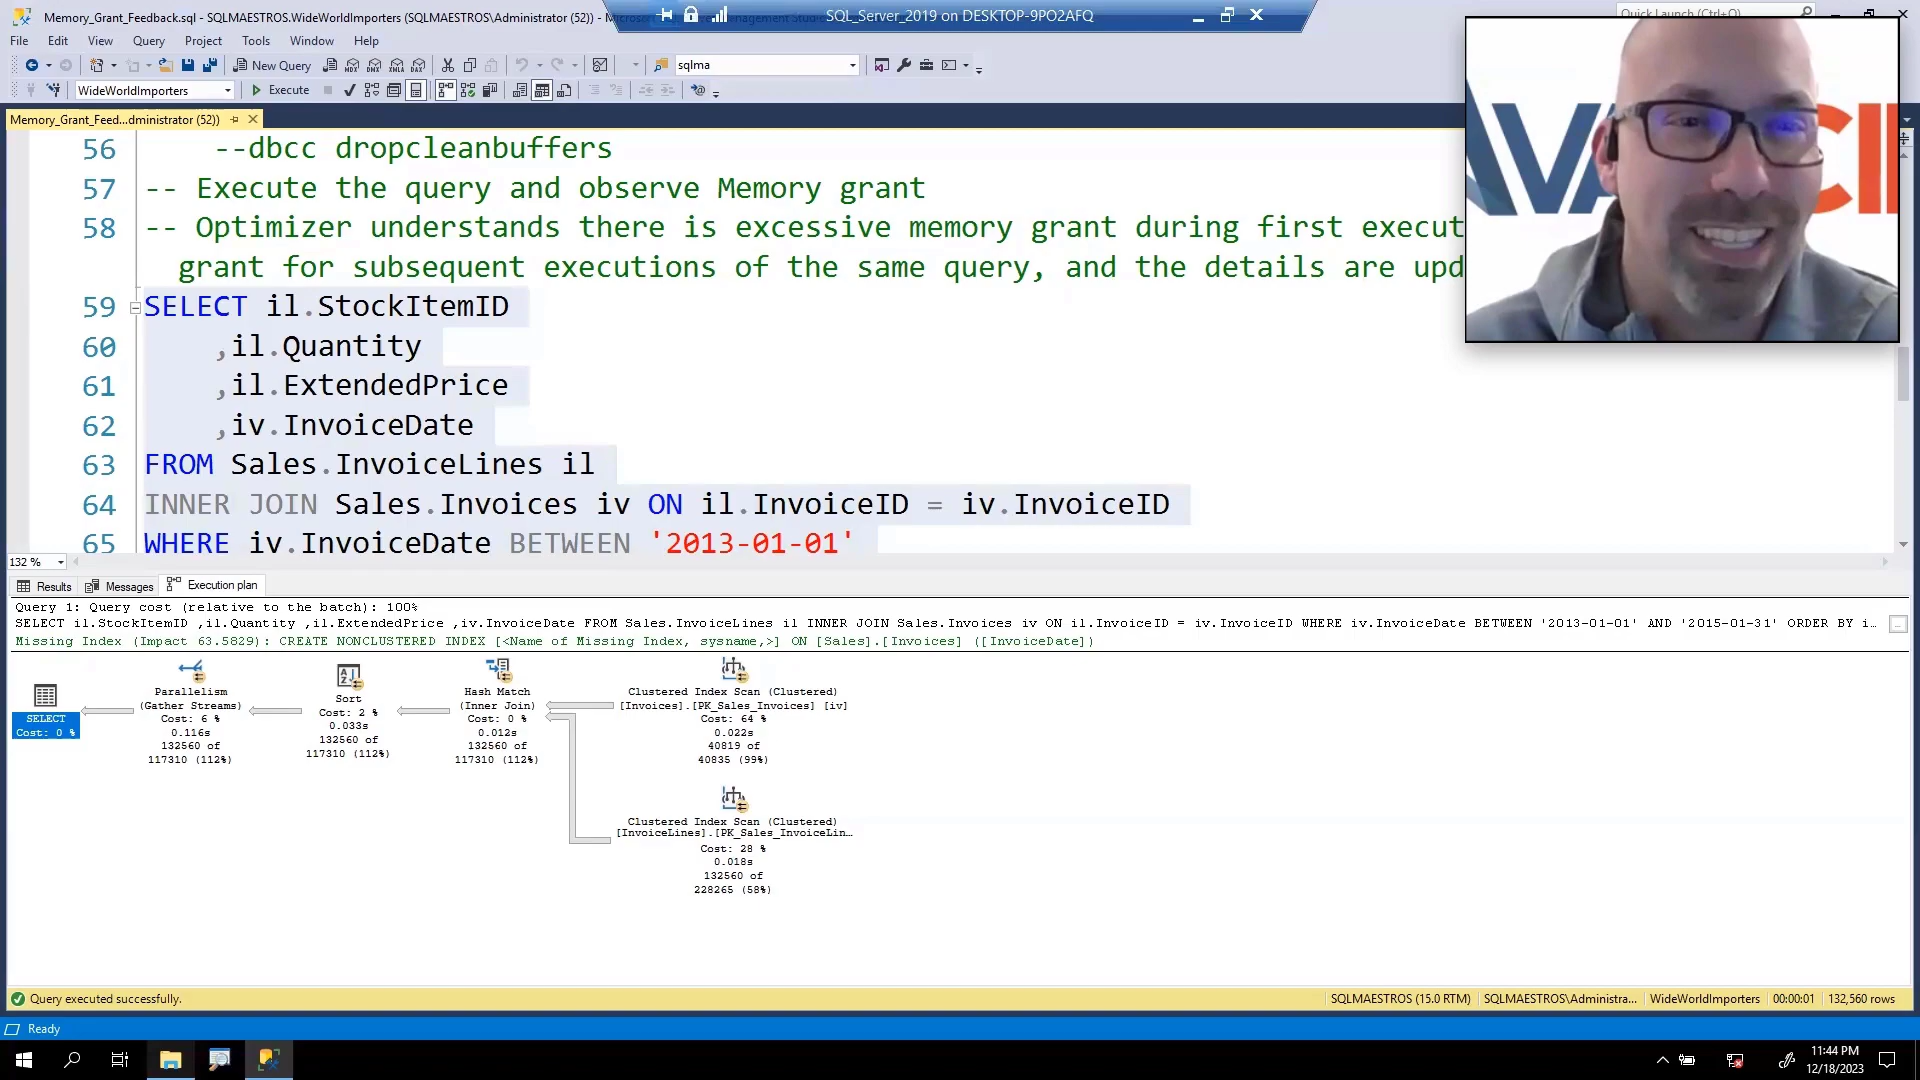 Memory_Grant_Feedback.sql - SQLMAESTROS.WideWorldImporters (SQLMAESTROS\Administrator (52))
SQL_Server_2019 on DESKTOP-9PO2AFQ
Quick Launch (Ctrl+Q)
File Edit View Query Project Tools Window Help
New Query
sqlma
WideWorldImporters
Execute
Memory_Grant_Feed...dministrator (52))
56 --dbcc dropcleanbuffers
57 -- Execute the query and observe Memory grant
58 -- Optimizer understands there is excessive memory grant during first execut
grant for subsequent executions of the same query, and the details are upd
59 SELECT il.StockItemID
60 ,il.Quantity
61 ,il.ExtendedPrice
62 ,iv.InvoiceDate
63 FROM Sales.InvoiceLines il
64 INNER JOIN Sales.Invoices iv ON il.InvoiceID = iv.InvoiceID
65 WHERE iv.InvoiceDate BETWEEN '2013-01-01'
132 %
Results Messages Execution plan
Query 1: Query cost (relative to the batch): 100%
SELECT il.StockItemID ,il.Quantity ,il.ExtendedPrice ,iv.InvoiceDate FROM Sales.InvoiceLines il INNER JOIN Sales.Invoices iv ON il.InvoiceID = iv.InvoiceID WHERE iv.InvoiceDate BETWEEN '2013-01-01' AND '2015-01-31' ORDER BY i...
Missing Index (Impact 63.5829): CREATE NONCLUSTERED INDEX [<Name of Missing Index, sysname,>] ON [Sales].[Invoices] ([InvoiceDate])
SELECT
Cost: 0 %
Parallelism
(Gather Streams)
Cost: 6 %
0.116s
132560 of
117310 (112%)
Sort
Cost: 2 %
0.033s
132560 of
117310 (112%)
Hash Match
(Inner Join)
Cost: 0 %
0.012s
132560 of
117310 (112%)
Clustered Index Scan (Clustered)
[Invoices].[PK_Sales_Invoices] [iv]
Cost: 64 %
0.022s
40819 of
40835 (99%)
Clustered Index Scan (Clustered)
[InvoiceLines].[PK_Sales_InvoiceLin...
Cost: 28 %
0.018s
132560 of
228265 (58%)
Query executed successfully.
SQLMAESTROS (15.0 RTM) SQLMAESTROS\Administra... WideWorldImporters 00:00:01 132,560 rows
Ready
11:44 PM
12/18/2023